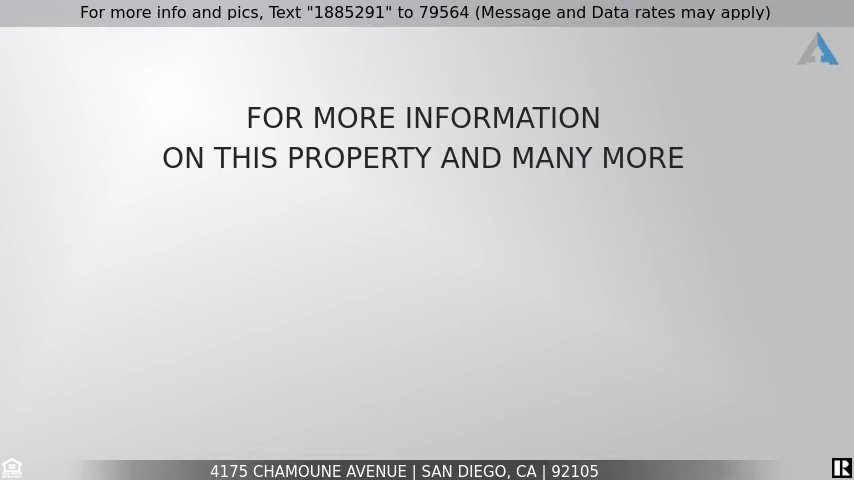 For more info and pics, Text "1885291" to 79564 (Message and Data rates may apply)
FOR MORE INFORMATION
ON THIS PROPERTY AND MANY MORE
4175 CHAMOUNE AVENUE | SAN DIEGO, CA | 92105